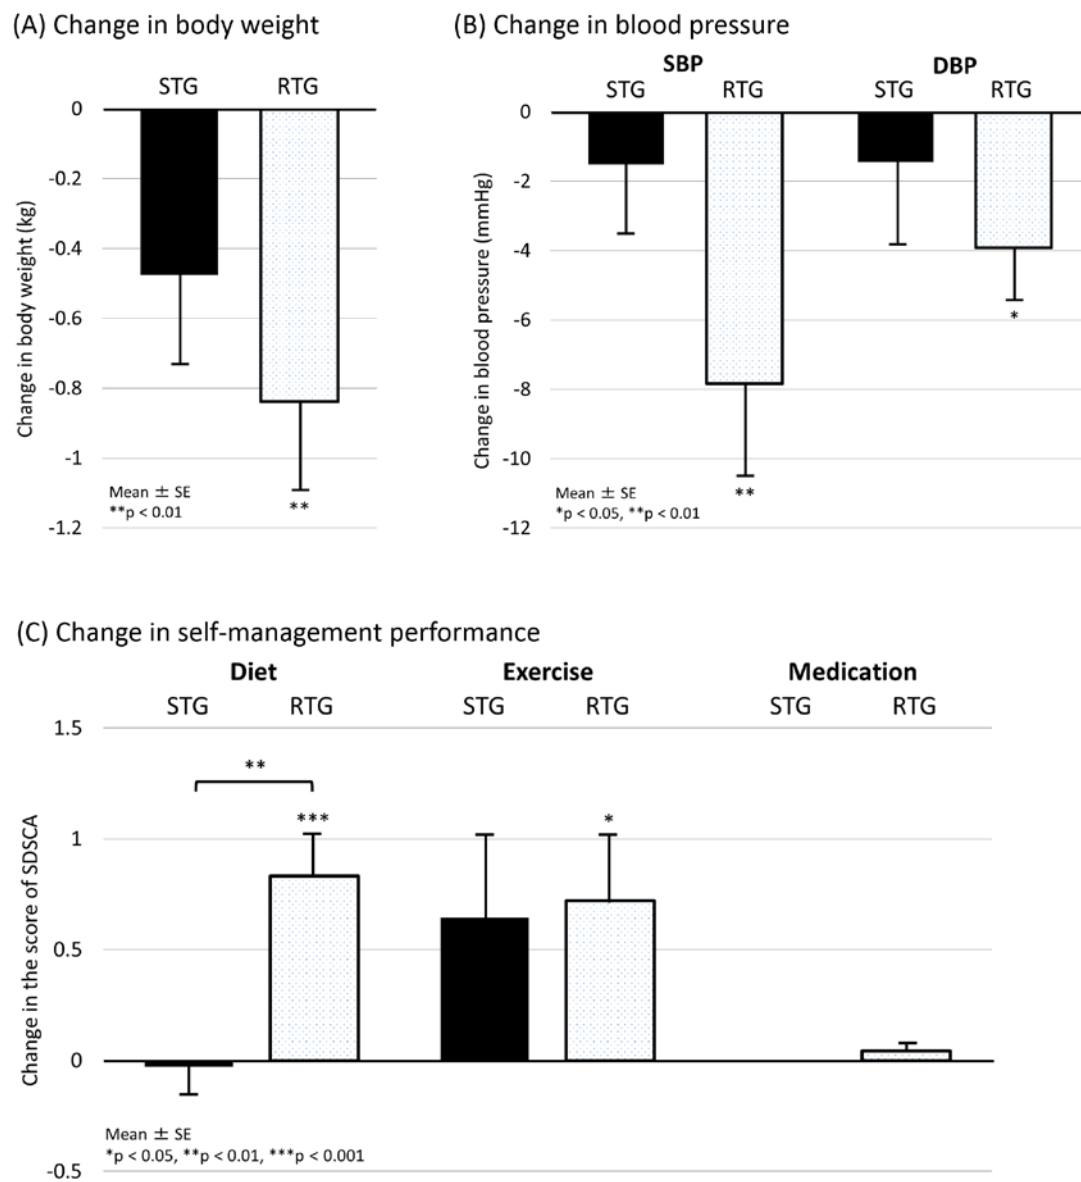 (A) Change in body weight
STG RTG
0
-0.2
-0.4
-0.6
-0.8
-1
-1.2
Change in body weight (kg)
**
Mean ± SE
**p < 0.01
(B) Change in blood pressure
SBP DBP
STG RTG STG RTG
0
-2
-4
-6
-8
-10
-12
Change in blood pressure (mmHg)
*
**
Mean ± SE
*p < 0.05, **p < 0.01
(C) Change in self-management performance
Diet Exercise Medication
STG RTG STG RTG STG RTG
1.5
1
0.5
0
-0.5
Change in the score of SDSCA
**
*** *
Mean ± SE
*p < 0.05, **p < 0.01, ***p < 0.001